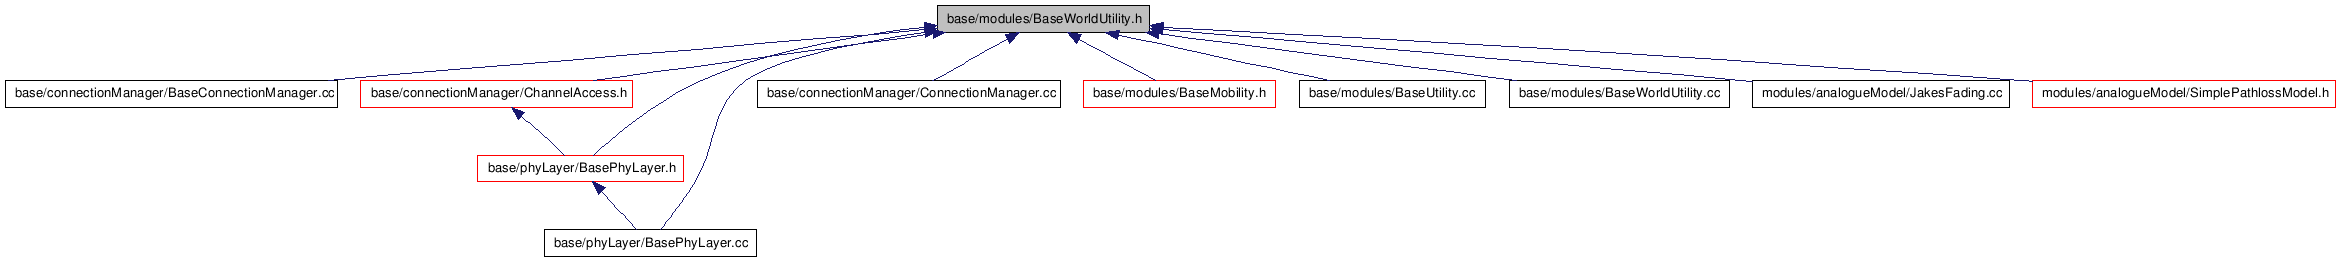 base/modules/BaseWorldUtility.h
base/connectionManager/BaseConnectionManager.cc
base/connectionManager/ChannelAccess.h
base/connectionManager/ConnectionManager.cc
base/modules/BaseMobility.h
base/modules/BaseUtility.cc
base/modules/BaseWorldUtility.cc
modules/analogueModel/JakesFading.cc
modules/analogueModel/SimplePathlossModel.h
base/phyLayer/BasePhyLayer.h
base/phyLayer/BasePhyLayer.cc